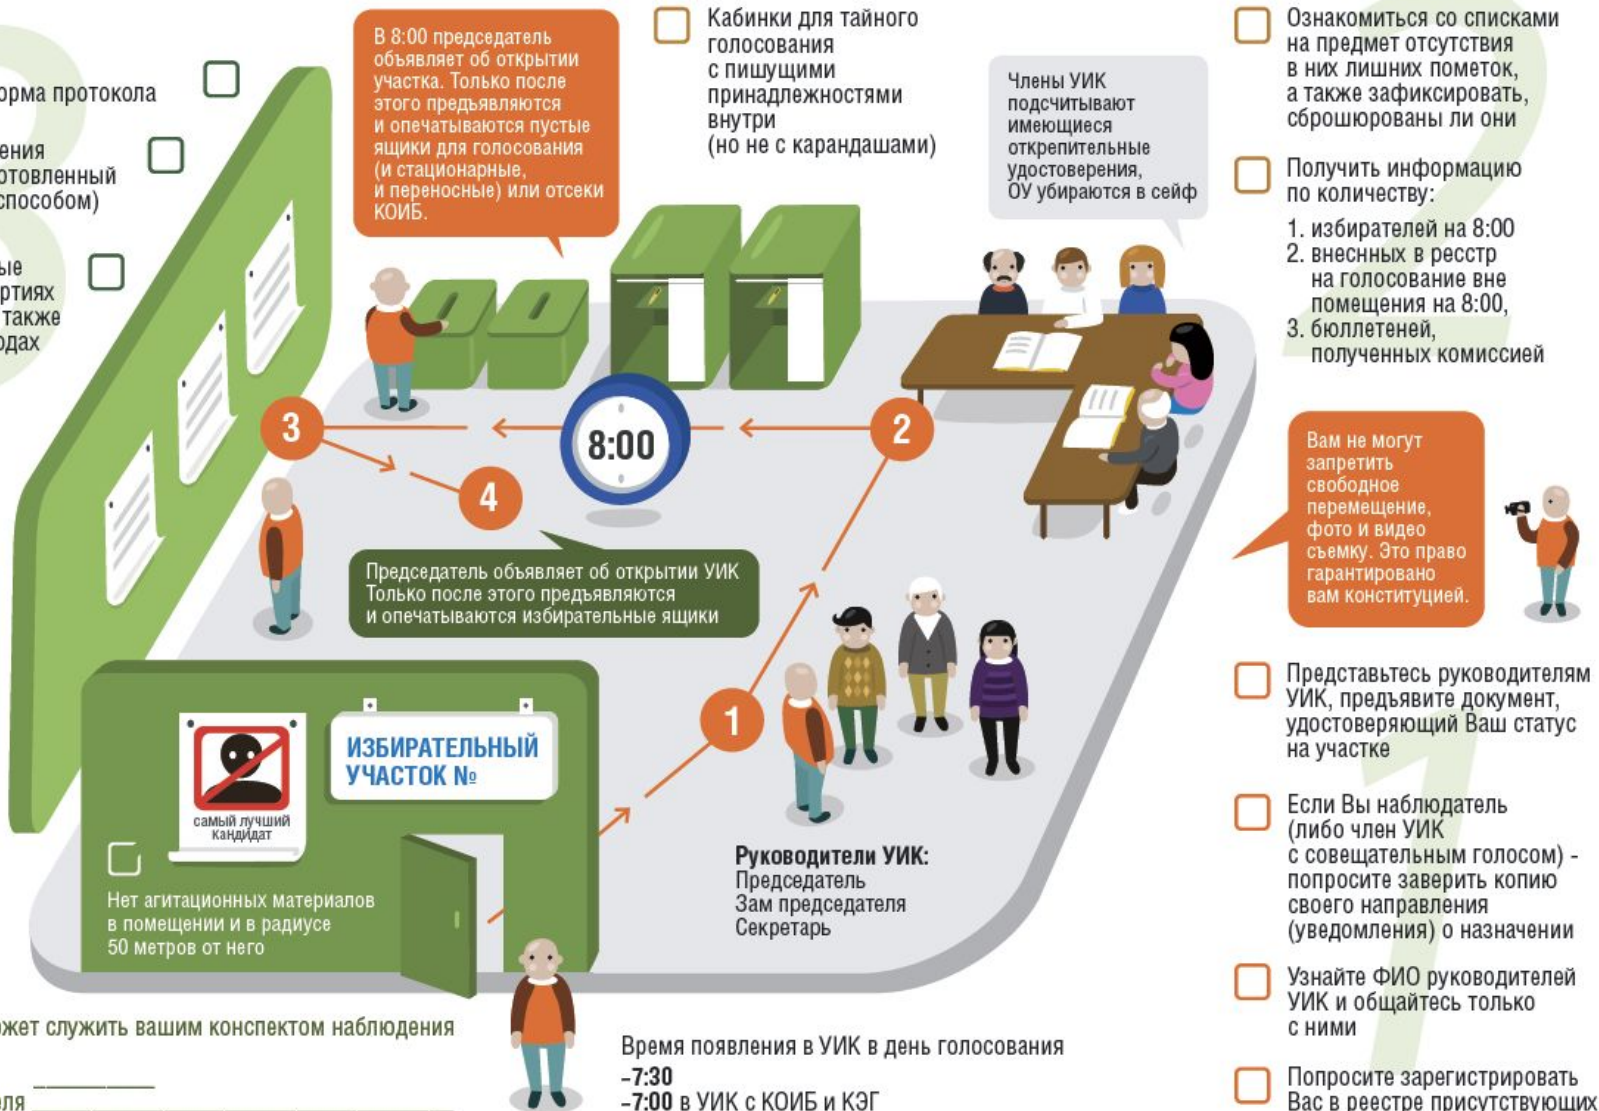 орма протокола
ения
отовленный
способом)
ые
ртиях
также
одах
В 8:00 председатель
объявляет об открытии
участка. Только после
этого предъявляются
и опечатываются пустые
ящики для голосования
(и стационарные,
и переносные) или отсеки
КОИБ.
Кабинки для тайного
голосования
с пишущими
принадлежностями
внутри
(но не с карандашами)
Члены УИК
подсчитывают
имеющиеся
открепительные
удостоверения,
ОУ убираются в сейф
2
Ознакомиться со списками
на предмет отсутствия
в них лишних пометок,
а также зафиксировать,
сброшюрованы ли они
Получить информацию
по количеству:
1. избирателей на 8:00
2. внеснных в ресстр
на голосование вне
помещения на 8:00,
3. бюллетеней,
полученных комиссией
3
8:00
2
4
Председатель объявляет об открытии УИК
Только после этого предъявляются
и опечатываются избирательные ящики
Вам не могут
запретить
свободное
перемещение,
фото и видео
съемку. Это право
гарантировано
вам конституцией.
1
ИЗБИРАТЕЛЬНЫЙ
УЧАСТОК №
самый лучший
кандидат
Нет агитационных материалов
в помещении и в радиусе
50 метров от него
Руководители УИК:
Председатель
Зам председателя
Секретарь
1
Представьтесь руководителям
УИК, предъявите документ,
удостоверяющий Ваш статус
на участке
Если Вы наблюдатель
(либо член УИК
с совещательным голосом) -
попросите заверить копию
своего направления
(уведомления) о назначении
Узнайте ФИО руководителей
УИК и общайтесь только
с ними
Попросите зарегистрировать
Вас в реестре присутствующих
жет служить вашим конспектом наблюдения
еля
Время появления в УИК в день голосования
–7:30
–7:00 в УИК с КОИБ и КЭГ